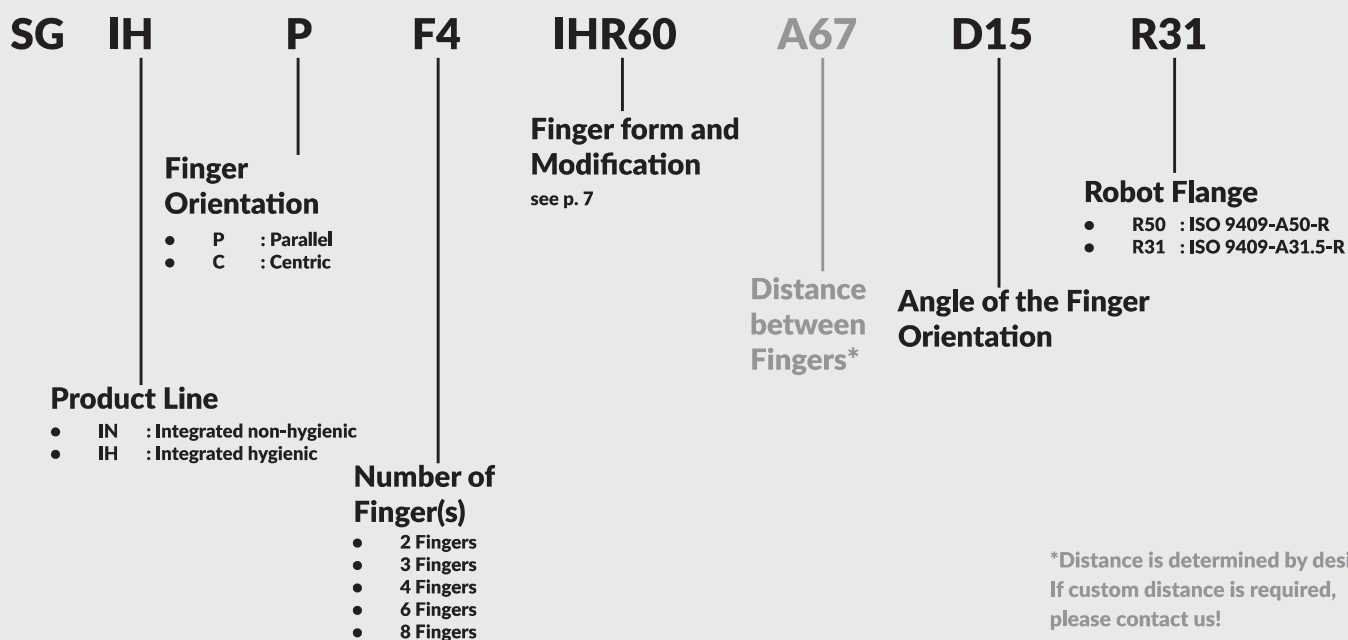 SG IH P F4 IHR60 A67 D15 R31
Finger form and
Modification
see p. 7
Finger
Orientation
● P : Parallel
● C : Centric
Robot Flange
● R50 : ISO 9409-A50-R
● R31 : ISO 9409-A31.5-R
Distance
between
Fingers*
Angle of the Finger
Orientation
Product Line
● IN : Integrated non-hygienic
● IH : Integrated hygienic
Number of
Finger(s)
● 2 Fingers
● 3 Fingers
● 4 Fingers
● 6 Fingers
● 8 Fingers
*Distance is determined by
If custom distance is required,
please contact us!